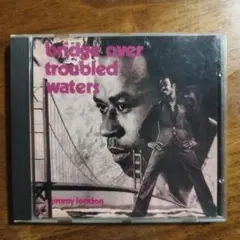 bridge over
troubled
waters
jimmy london